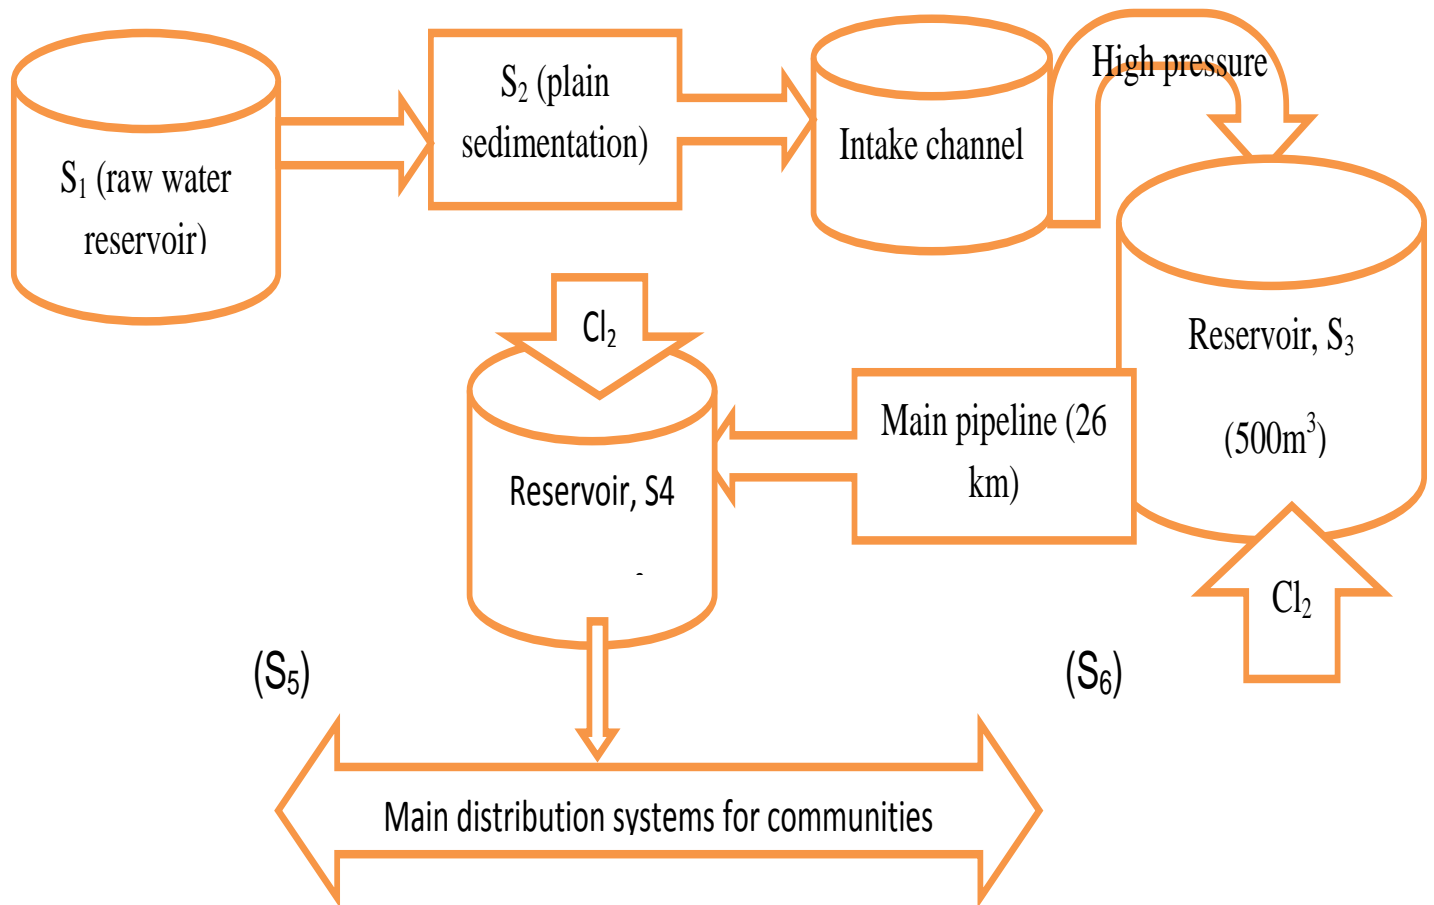 S₁ (raw water
reservoir)
S₂ (plain
sedimentation)
Intake channel
High pressure
Reservoir, S₃
(500m³)
Cl₂
Main pipeline (26
km)
Cl₂
Reservoir, S4
(S₅)
(S₆)
Main distribution systems for communities